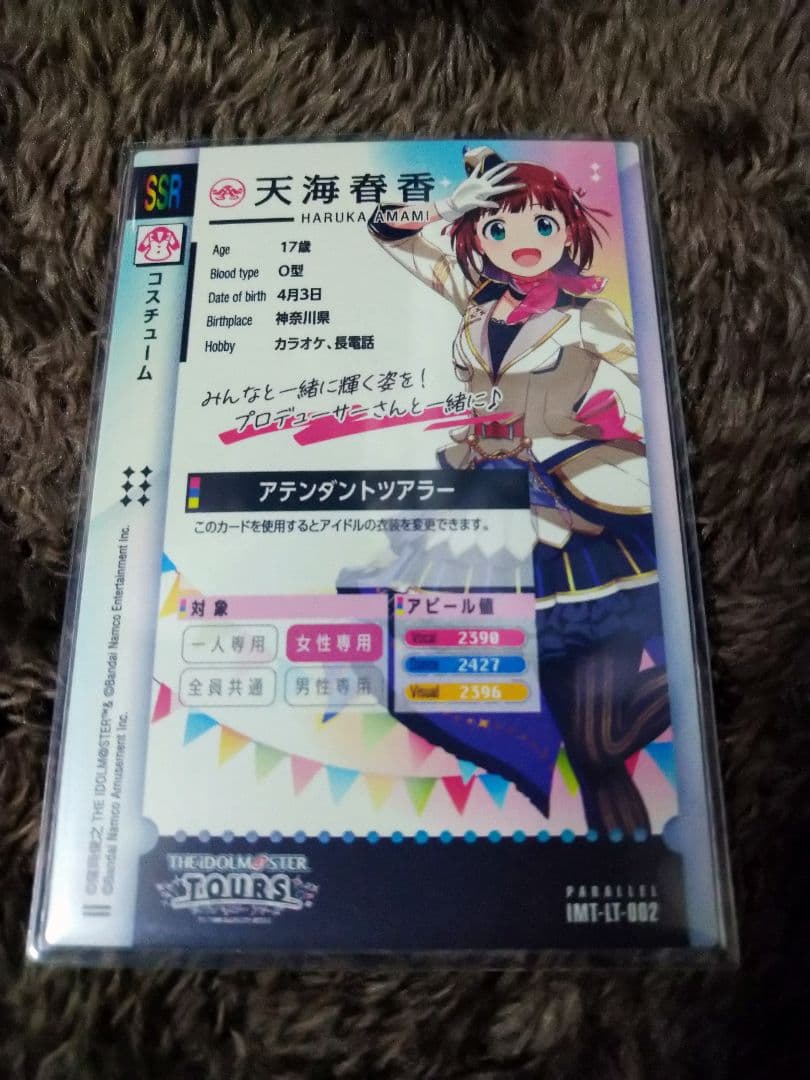 SSR
天海春香
HARUKA AMAMI
コスチューム
Age 17歳
Blood type O型
Date of birth 4月3日
Birthplace 神奈川県
Hobby カラオケ、長電話
みんなと一緒に輝く姿を!
プロデューサーさんと一緒に♪
アテンダントツアラー
このカードを使用するとアイドルの衣装を変更できます。
対象
一人専用 女性専用
全員共通 男性専用
アピール値
Vocal 2390
Dance 2427
Visual 2396
THE IDOLM@STER™& ©Bandai Namco Entertainment Inc.
©Bandai Namco Amusement Inc.
THE iDOLM@STER
TOURS
PARALLEL
IMT-LT-002